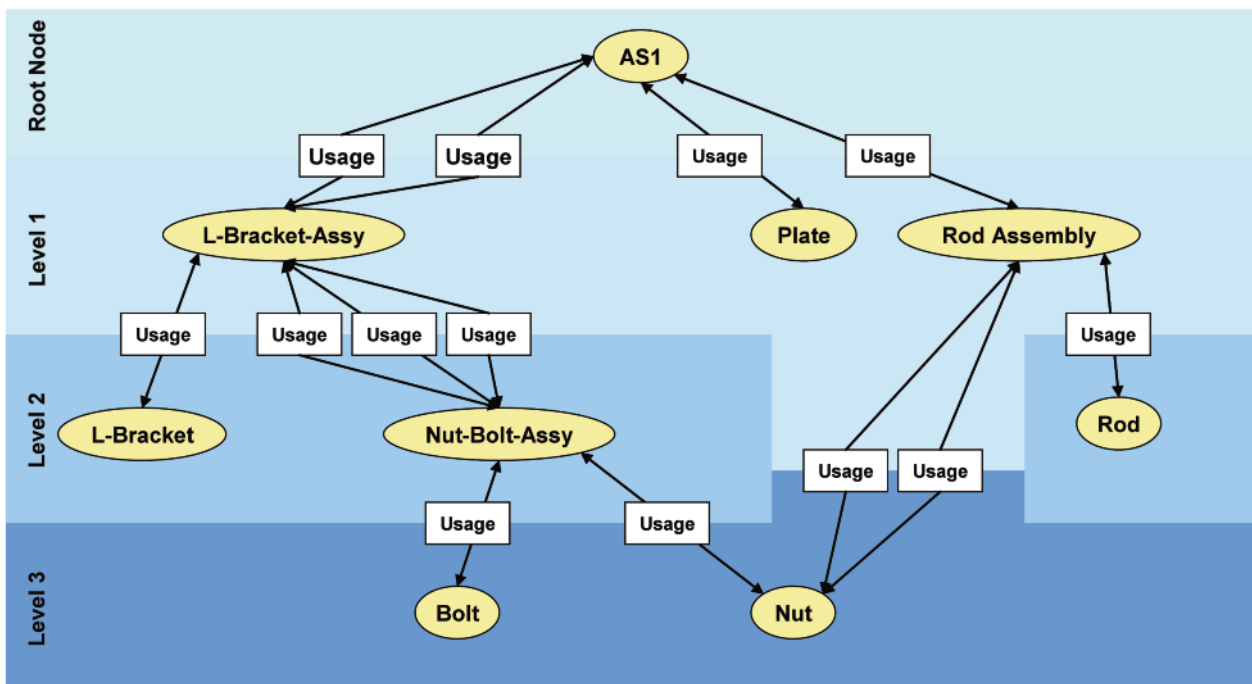 Root Node
AS1
Usage
Usage
Usage
Usage
Level 1
L-Bracket-Assy
Plate
Rod Assembly
Usage
Usage
Usage
Usage
Usage
Level 2
L-Bracket
Nut-Bolt-Assy
Rod
Usage
Usage
Usage
Usage
Level 3
Bolt
Nut